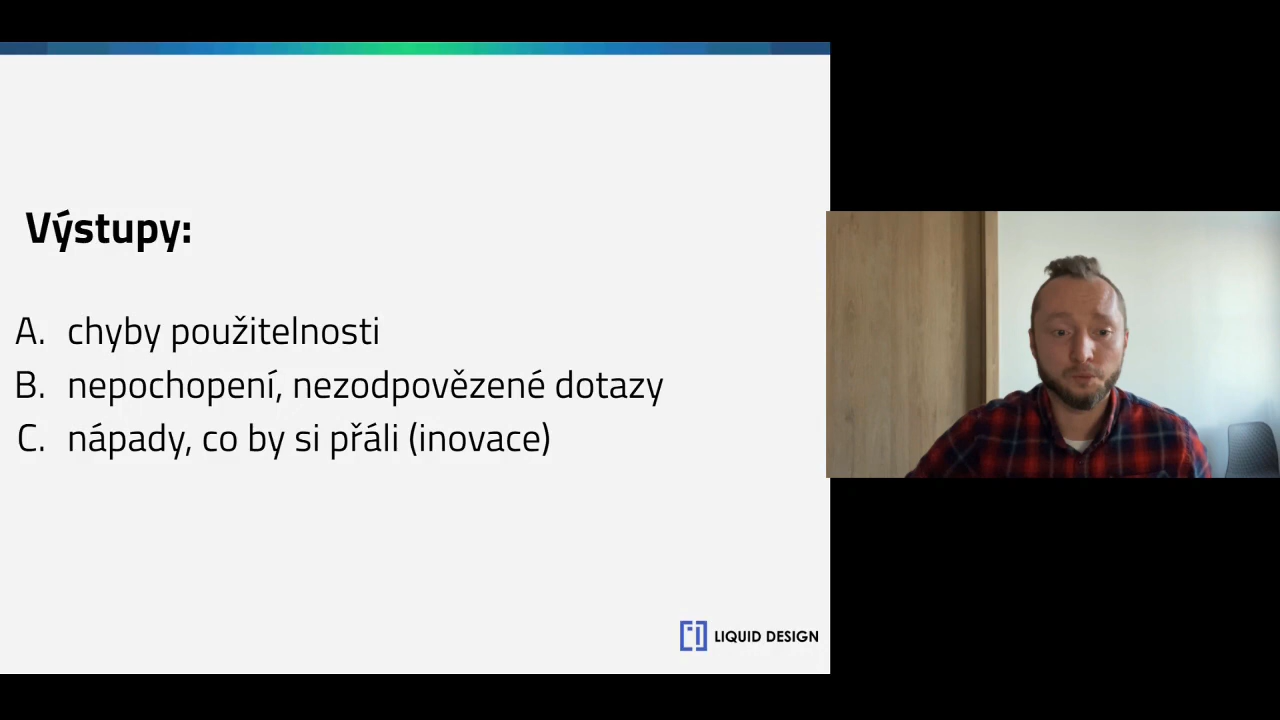 Výstupy:
A. chyby použitelnosti
B. nepochopení, nezodpovězené dotazy
C. nápady, co by si přáli (inovace)
LIQUID DESIGN